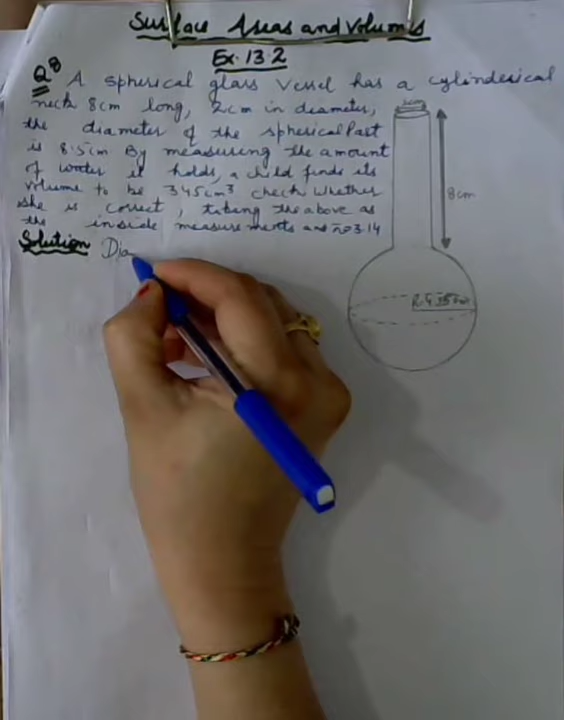 Surface Areas and Volumes
Ex. 13.2
Q8 A spherical glass vessel has a cylinderical
neck 8cm long, 2cm in diameter,
the diameter of the spherical Part
is 8.5cm By measuring the amount
of water it holds, a child finds its
volume to be 345cm³ check whether
she is correct, taking the above as
the inside measurements and π=3.14
8cm
Solution Dia